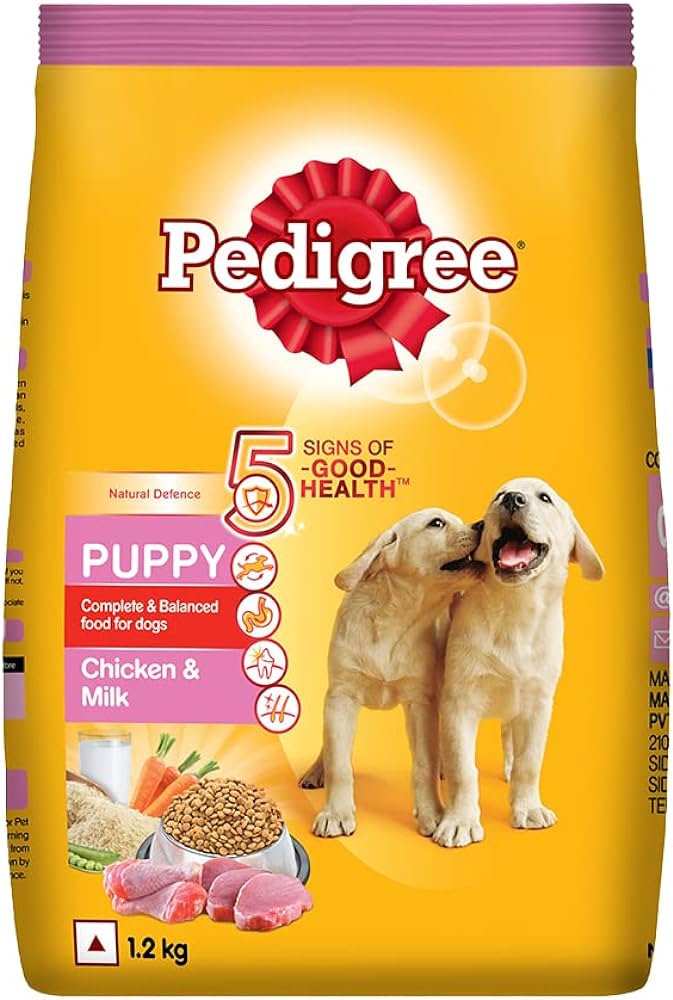 Pedigree®
5 SIGNS OF
-GOOD-
HEALTH™
Natural Defence
PUPPY
Complete & Balanced
food for dogs
Chicken &
Milk
1.2 kg